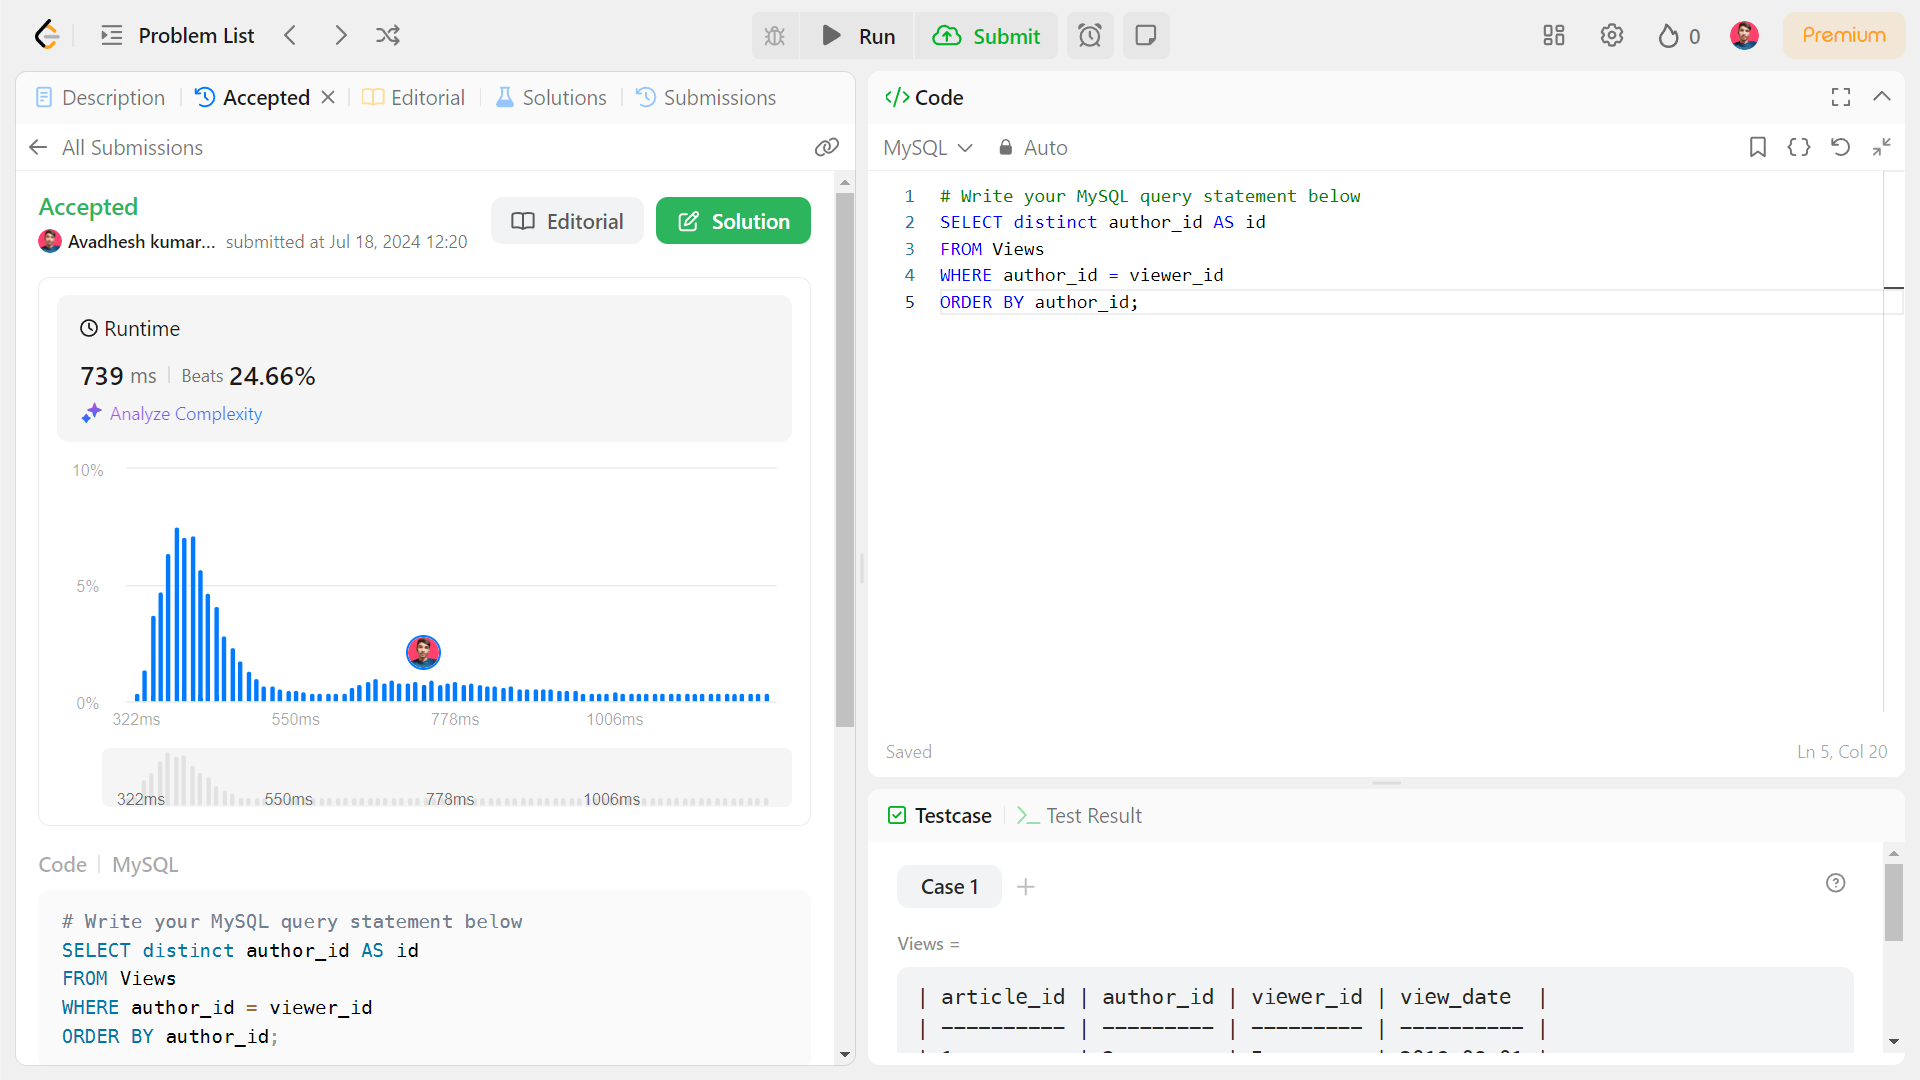 Problem List
Run
Submit
0
Premium
Description
Accepted
Editorial
Solutions
Submissions
All Submissions
Accepted
Avadhesh kumar...
submitted at Jul 18, 2024 12:20
Editorial
Solution
Runtime
739 ms
Beats 24.66%
Analyze Complexity
10%
5%
0%
322ms
550ms
778ms
1006ms
322ms
550ms
778ms
1006ms
Code
MySQL
# Write your MySQL query statement below
SELECT distinct author_id AS id
FROM Views
WHERE author_id = viewer_id
ORDER BY author_id;
</> Code
MySQL
Auto
1 # Write your MySQL query statement below
2 SELECT distinct author_id AS id
3 FROM Views
4 WHERE author_id = viewer_id
5 ORDER BY author_id;
Saved
Ln 5, Col 20
Testcase
Test Result
Case 1
Views =
| article_id | author_id | viewer_id | view_date |
| ---------- | --------- | --------- | ---------- |